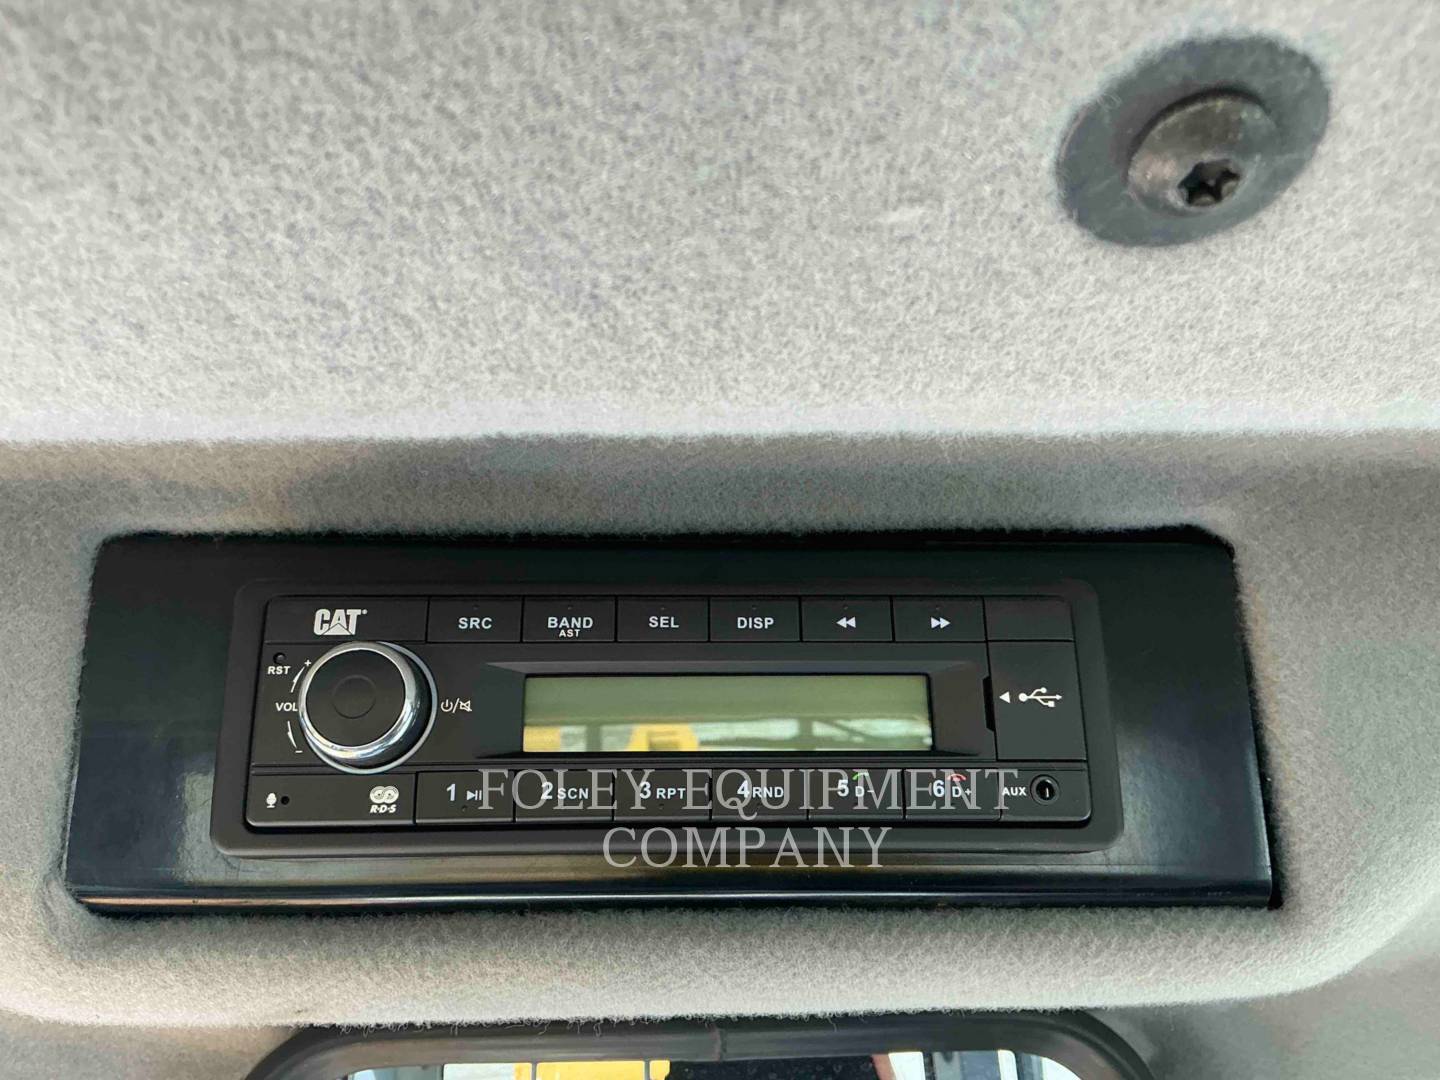 CAT
SRC BAND SEL DISP
AST
RST
VOL
R·D·S
1 2 SCN 3 RPT 4 RND 5 D- 6 D+ AUX
FOLEY EQUIPMENT
COMPANY